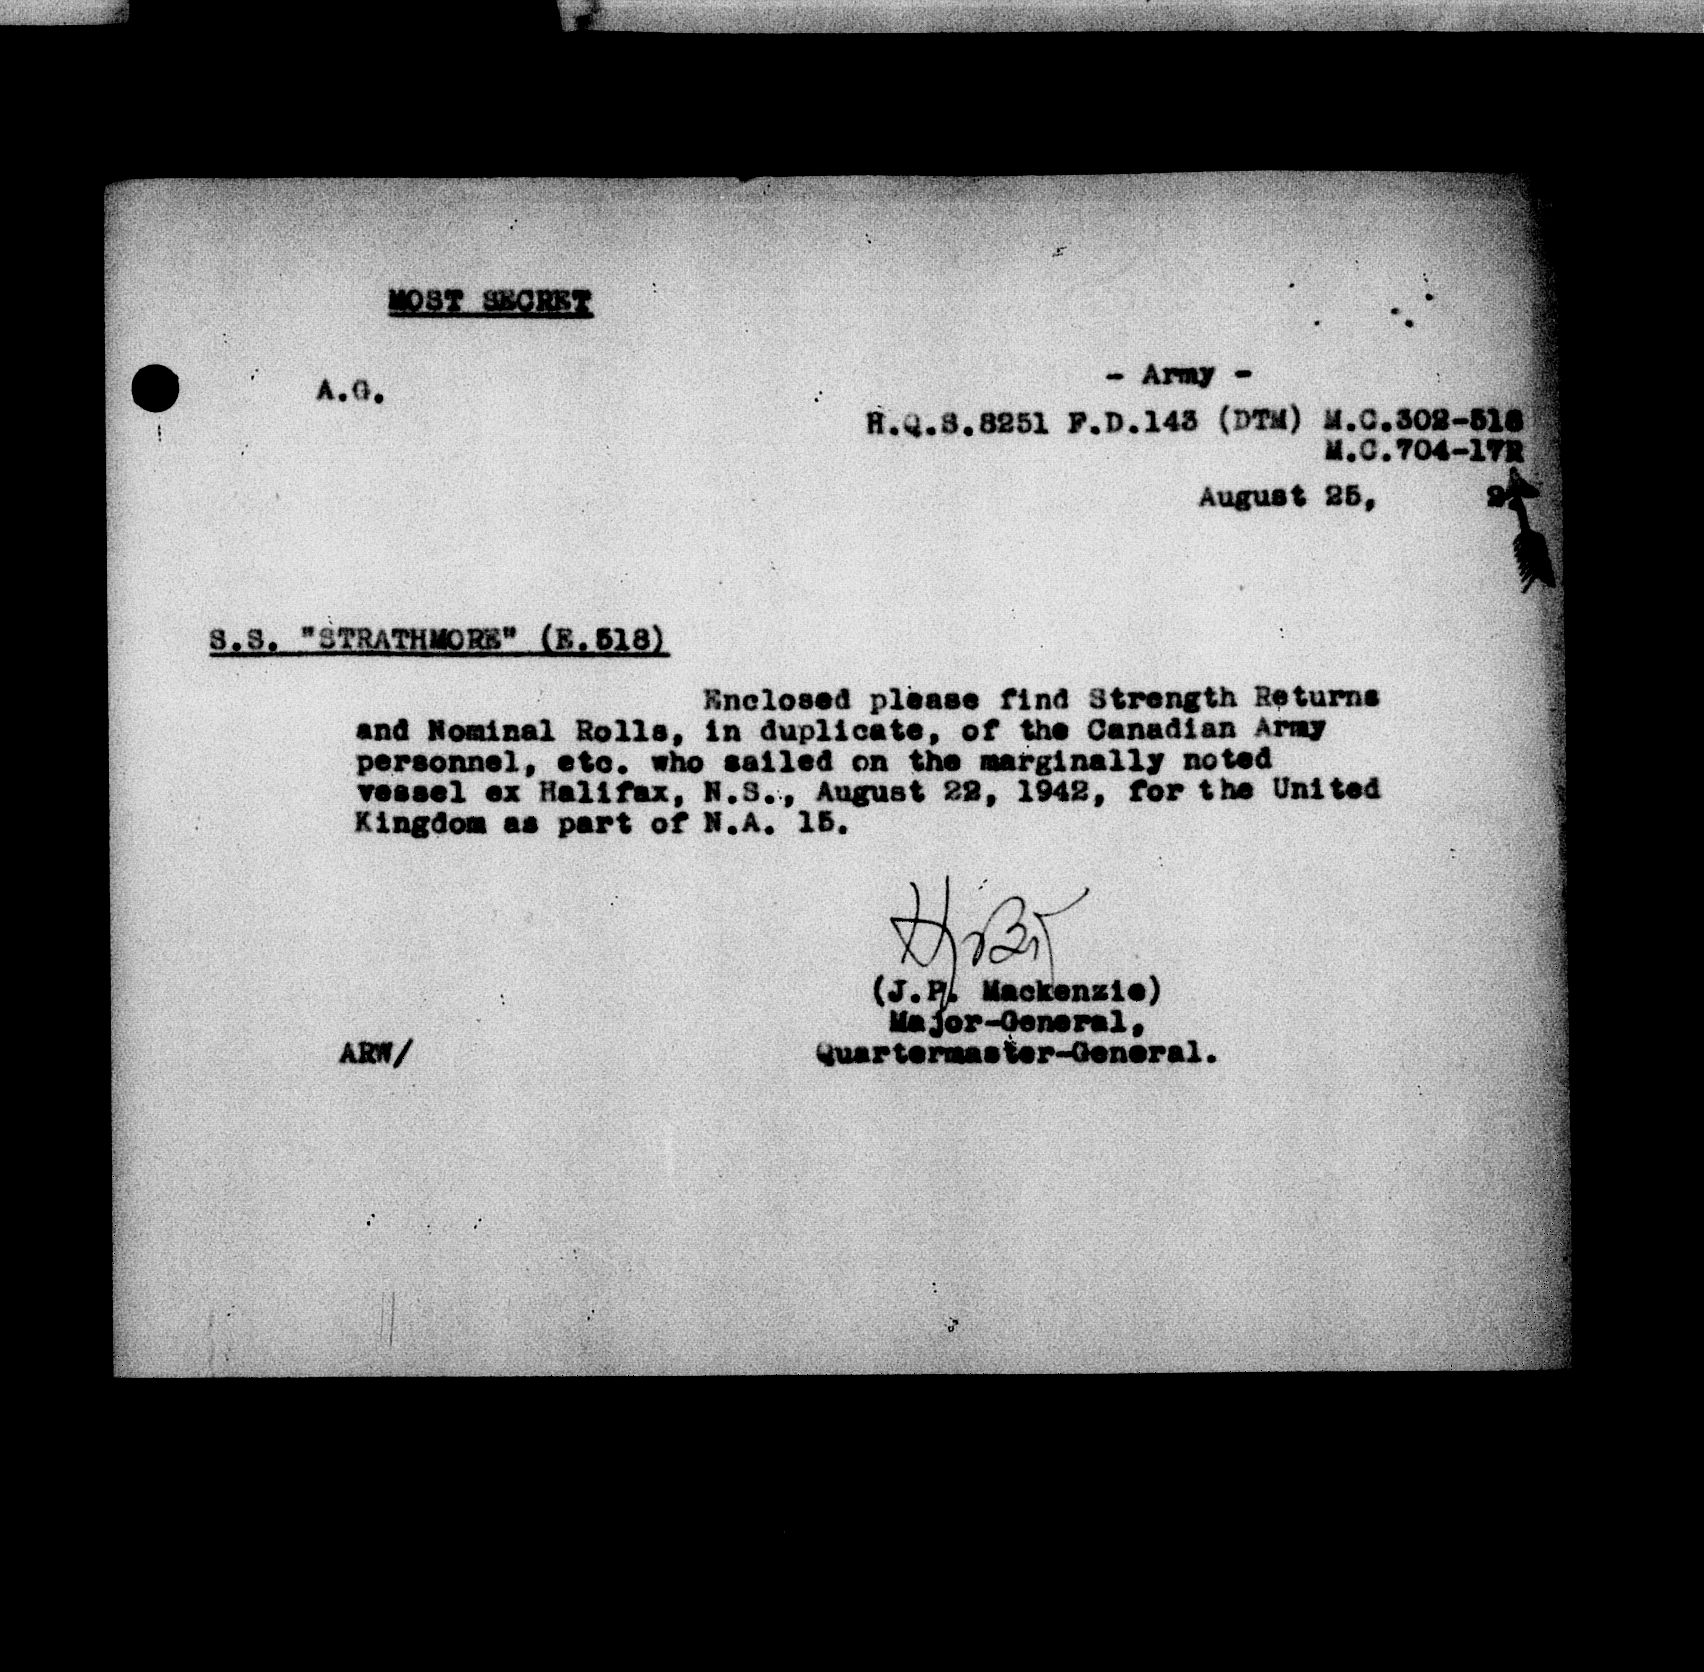 MOST SECRET
A.G.
- Army -
H.Q.S.8251 F.D.143 (DTM) M.C.302-518
M.C.704-17R
August 25, 2
S.S. "STRATHMORE" (E.518)
Enclosed please find Strength Returns
and Nominal Rolls, in duplicate, of the Canadian Army
personnel, etc. who sailed on the marginally noted
vessel ex Halifax, N.S., August 22, 1942, for the United
Kingdom as part of N.A. 15.
(J.P. Mackenzie)
Major-General,
Quartermaster-General.
ARW/